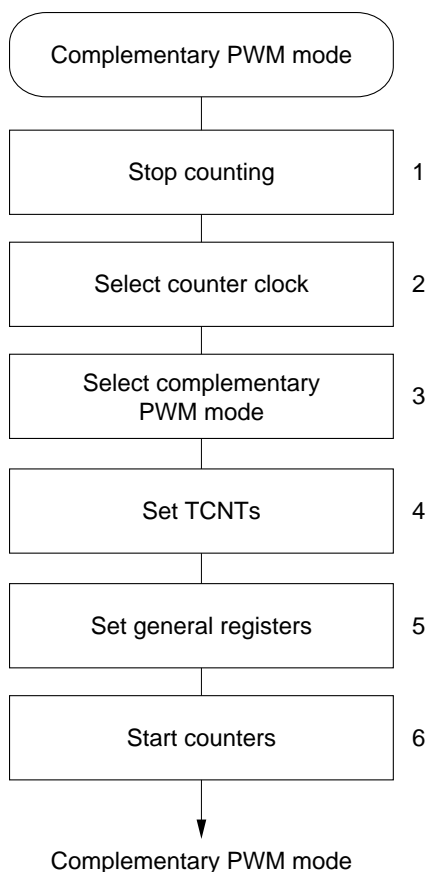 Complementary PWM mode
Stop counting
1
Select counter clock
2
Select complementary
PWM mode
3
Set TCNTs
4
Set general registers
5
Start counters
6
Complementary PWM mode